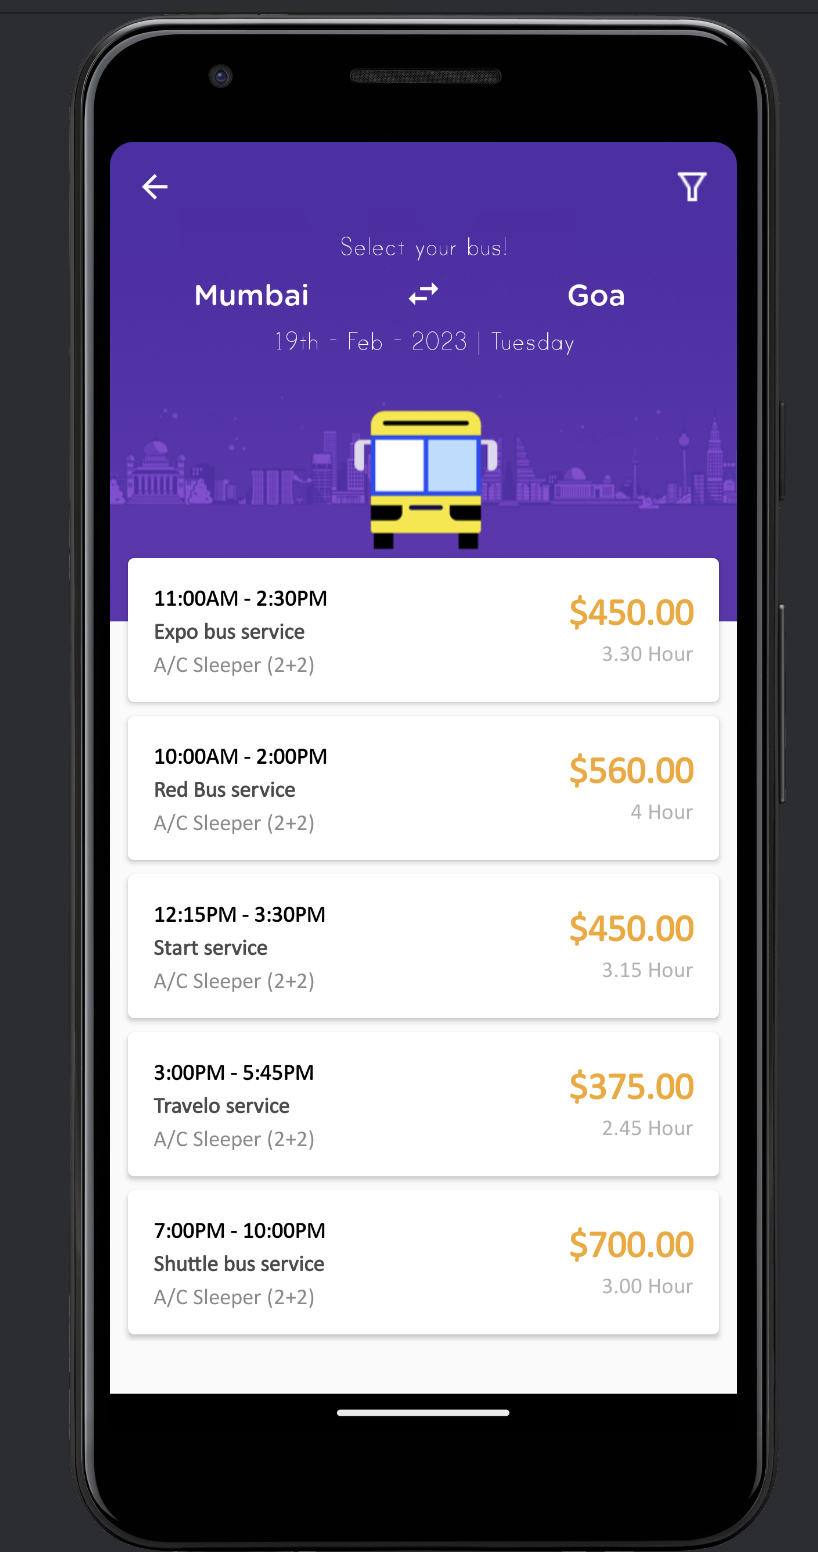 Select your bus!
Mumbai Goa
19th - Feb - 2023 | Tuesday
11:00AM - 2:30PM
$450.00
Expo bus service
3.30 Hour
A/C Sleeper (2+2)
10:00AM - 2:00PM
$560.00
Red Bus service
4 Hour
A/C Sleeper (2+2)
12:15PM - 3:30PM
$450.00
Start service
3.15 Hour
A/C Sleeper (2+2)
3:00PM - 5:45PM
$375.00
Travelo service
2.45 Hour
A/C Sleeper (2+2)
7:00PM - 10:00PM
$700.00
Shuttle bus service
3.00 Hour
A/C Sleeper (2+2)